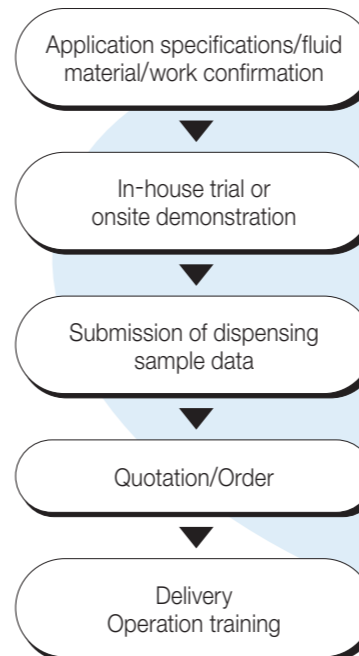 Application specifications/fluid
material/work confirmation
In-house trial or
onsite demonstration
Submission of dispensing
sample data
Quotation/Order
Delivery
Operation training